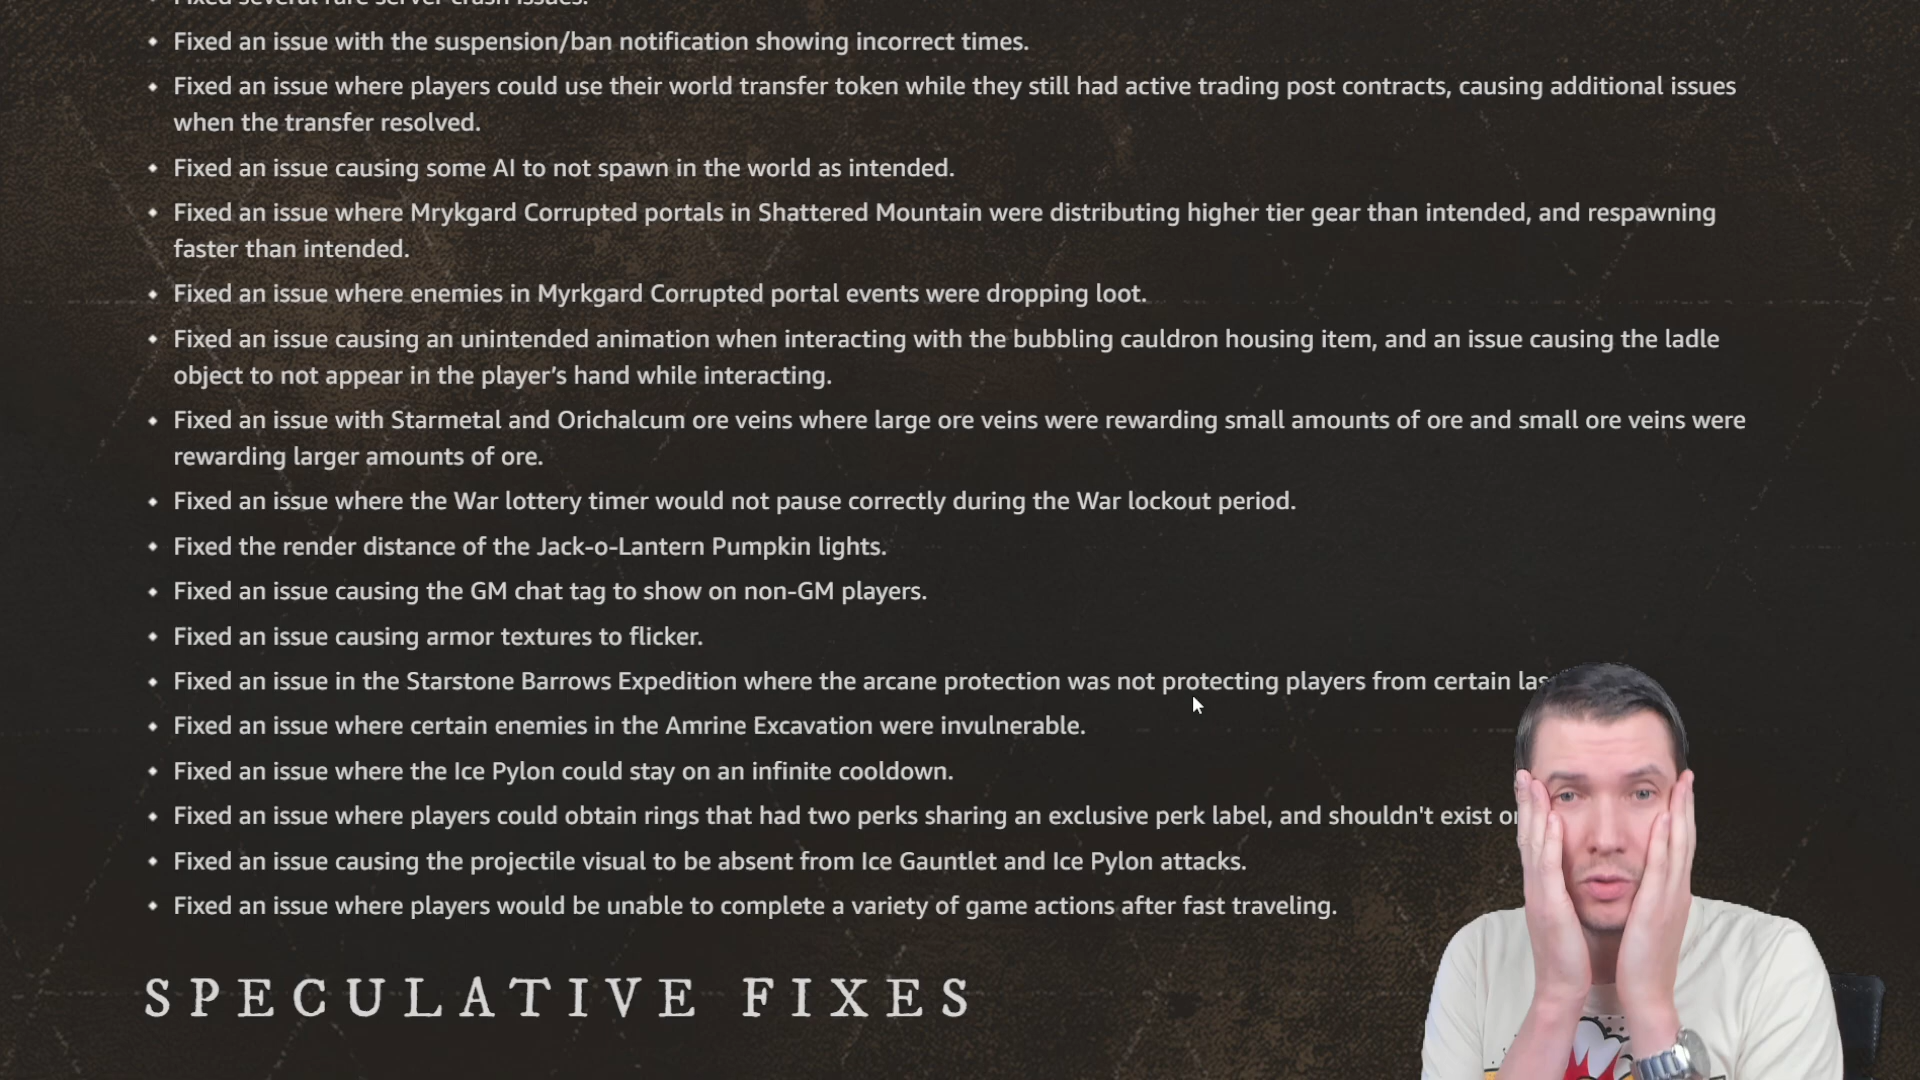 Fixed several rare server crash issues.
Fixed an issue with the suspension/ban notification showing incorrect times.
Fixed an issue where players could use their world transfer token while they still had active trading post contracts, causing additional issues
when the transfer resolved.
Fixed an issue causing some AI to not spawn in the world as intended.
Fixed an issue where Mrykgard Corrupted portals in Shattered Mountain were distributing higher tier gear than intended, and respawning
faster than intended.
Fixed an issue where enemies in Myrkgard Corrupted portal events were dropping loot.
Fixed an issue causing an unintended animation when interacting with the bubbling cauldron housing item, and an issue causing the ladle
object to not appear in the player’s hand while interacting.
Fixed an issue with Starmetal and Orichalcum ore veins where large ore veins were rewarding small amounts of ore and small ore veins were
rewarding larger amounts of ore.
Fixed an issue where the War lottery timer would not pause correctly during the War lockout period.
Fixed the render distance of the Jack-o-Lantern Pumpkin lights.
Fixed an issue causing the GM chat tag to show on non-GM players.
Fixed an issue causing armor textures to flicker.
Fixed an issue in the Starstone Barrows Expedition where the arcane protection was not protecting players from certain
Fixed an issue where certain enemies in the Amrine Excavation were invulnerable.
Fixed an issue where the Ice Pylon could stay on an infinite cooldown.
Fixed an issue where players could obtain rings that had two perks sharing an exclusive perk label, and shouldn't exist
Fixed an issue causing the projectile visual to be absent from Ice Gauntlet and Ice Pylon attacks.
Fixed an issue where players would be unable to complete a variety of game actions after fast traveling.
SPECULATIVE FIXES